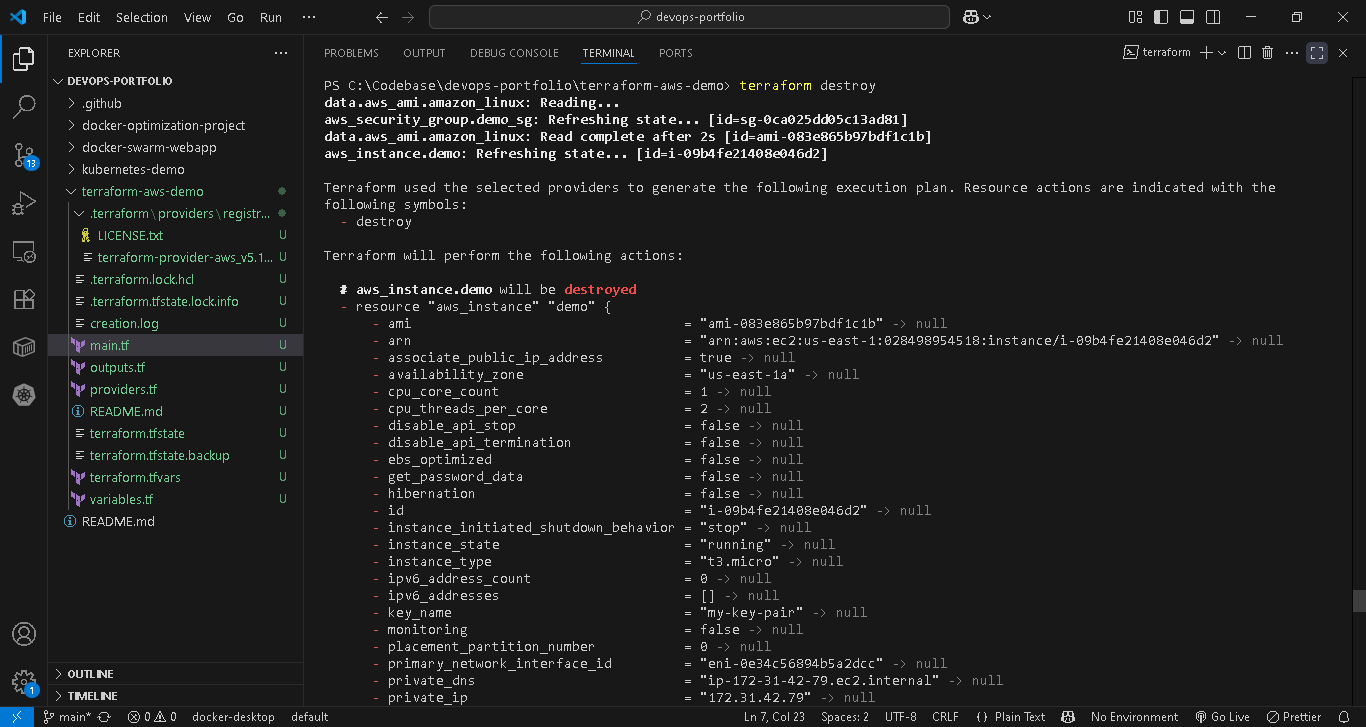 File Edit Selection View Go Run ··· devops-portfolio
EXPLORER ···
DEVOPS-PORTFOLIO
.github
docker-optimization-project
docker-swarm-webapp
kubernetes-demo
terraform-aws-demo
.terraform\providers\registr...
LICENSE.txt U
terraform-provider-aws_v5.1... U
.terraform.lock.hcl U
.terraform.tfstate.lock.info U
creation.log U
main.tf U
outputs.tf U
providers.tf U
README.md U
terraform.tfstate U
terraform.tfstate.backup U
terraform.tfvars U
variables.tf U
README.md
OUTLINE
TIMELINE
13
1
PROBLEMS OUTPUT DEBUG CONSOLE TERMINAL PORTS terraform ···
PS C:\Codebase\devops-portfolio\terraform-aws-demo> terraform destroy
data.aws_ami.amazon_linux: Reading...
aws_security_group.demo_sg: Refreshing state... [id=sg-0ca025dd05c13ad81]
data.aws_ami.amazon_linux: Read complete after 2s [id=ami-083e865b97bdf1c1b]
aws_instance.demo: Refreshing state... [id=i-09b4fe21408e046d2]
Terraform used the selected providers to generate the following execution plan. Resource actions are indicated with the
following symbols:
- destroy
Terraform will perform the following actions:
# aws_instance.demo will be destroyed
- resource "aws_instance" "demo" {
- ami = "ami-083e865b97bdf1c1b" -> null
- arn = "arn:aws:ec2:us-east-1:028498954518:instance/i-09b4fe21408e046d2" -> null
- associate_public_ip_address = true -> null
- availability_zone = "us-east-1a" -> null
- cpu_core_count = 1 -> null
- cpu_threads_per_core = 2 -> null
- disable_api_stop = false -> null
- disable_api_termination = false -> null
- ebs_optimized = false -> null
- get_password_data = false -> null
- hibernation = false -> null
- id = "i-09b4fe21408e046d2" -> null
- instance_initiated_shutdown_behavior = "stop" -> null
- instance_state = "running" -> null
- instance_type = "t3.micro" -> null
- ipv6_address_count = 0 -> null
- ipv6_addresses = [] -> null
- key_name = "my-key-pair" -> null
- monitoring = false -> null
- placement_partition_number = 0 -> null
- primary_network_interface_id = "eni-0e34c56894b5a2dcc" -> null
- private_dns = "ip-172-31-42-79.ec2.internal" -> null
- private_ip = "172.31.42.79" -> null
main* 0 0 docker-desktop default Ln 7, Col 23 Spaces: 2 UTF-8 CRLF {} Plain Text No Environment Go Live Prettier